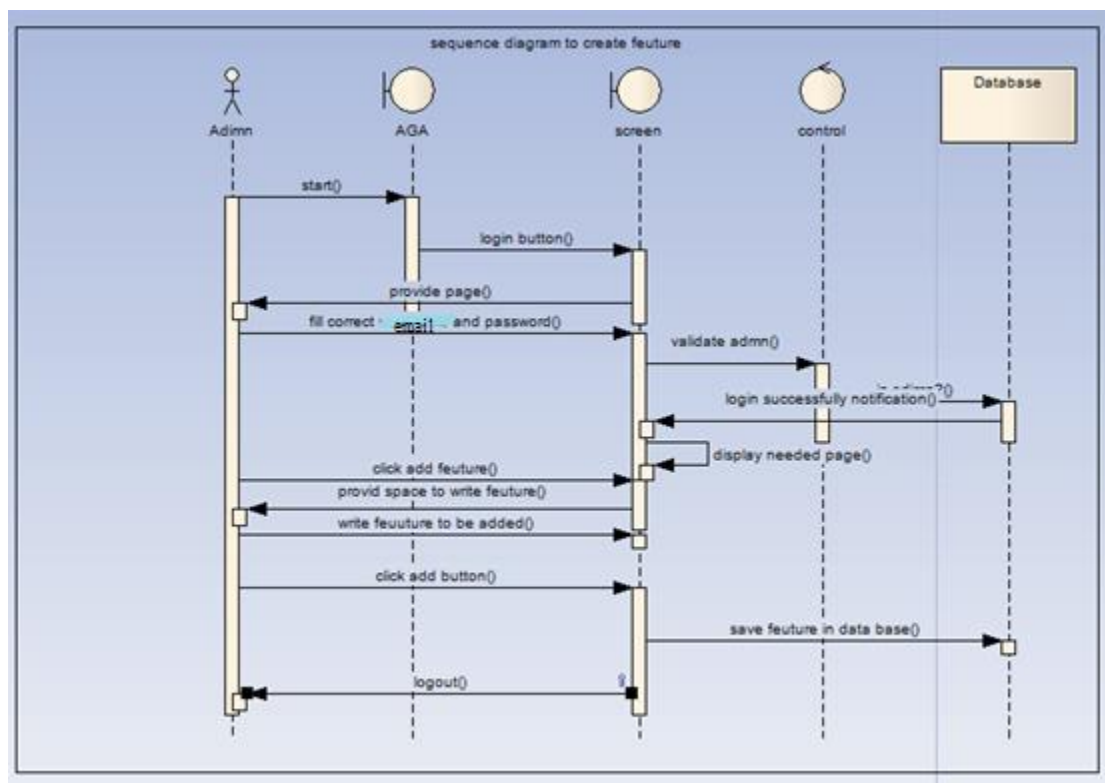 sequence diagram to create feuture
Adimn
AGA
screen
control
Database
start()
login button()
provide page()
fill correct email and password()
validate admn()
login successfully notification()
display needed page()
click add feuture()
provid space to write feuture()
write feuuture to be added()
click add button()
save feuture in data base()
logout()